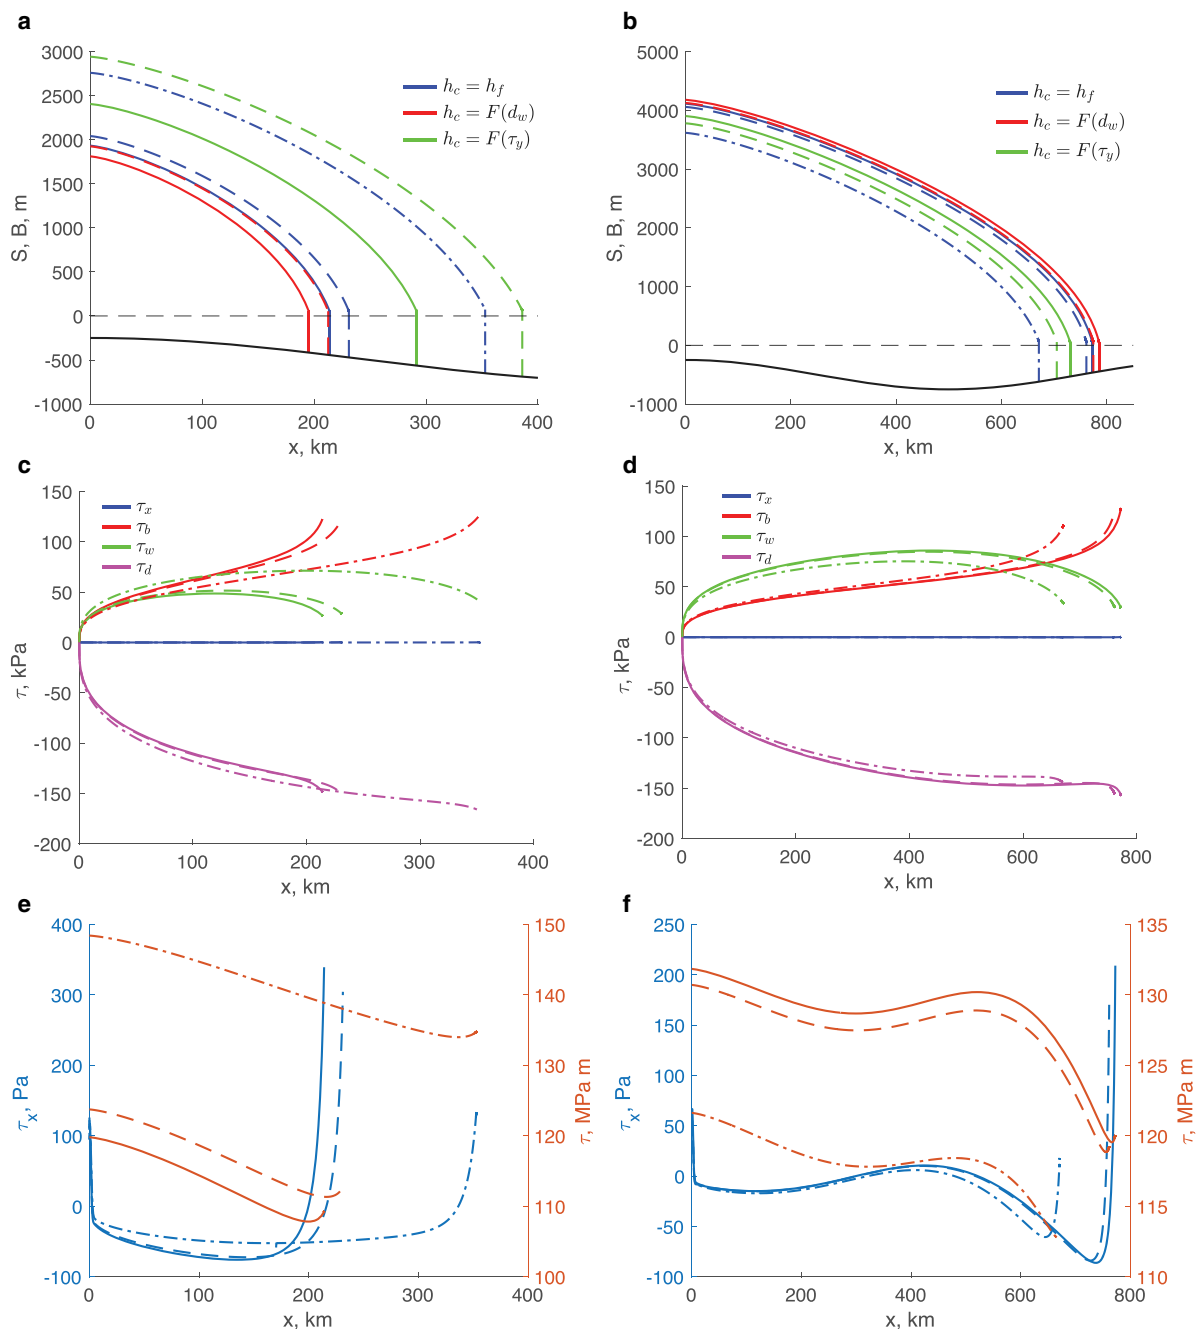 a
3000
2500
2000
1500
1000
500
0
-500
-1000
S, B, m
0
100
200
300
400
x, km
h_c = h_f
h_c = F(d_w)
h_c = F(τ_y)
b
5000
4000
3000
2000
1000
0
-1000
S, B, m
0
200
400
600
800
x, km
h_c = h_f
h_c = F(d_w)
h_c = F(τ_y)
c
150
100
50
0
-50
-100
-150
-200
τ, kPa
0
100
200
300
400
x, km
τ_x
τ_b
τ_w
τ_d
d
150
100
50
0
-50
-100
-150
-200
τ, kPa
0
200
400
600
800
x, km
τ_x
τ_b
τ_w
τ_d
e
400
300
200
100
0
-100
τ_x, Pa
150
140
130
120
110
100
τ, MPa m
0
100
200
300
400
x, km
f
250
200
150
100
50
0
-50
-100
τ_x, Pa
135
130
125
120
115
110
τ, MPa m
0
200
400
600
800
x, km